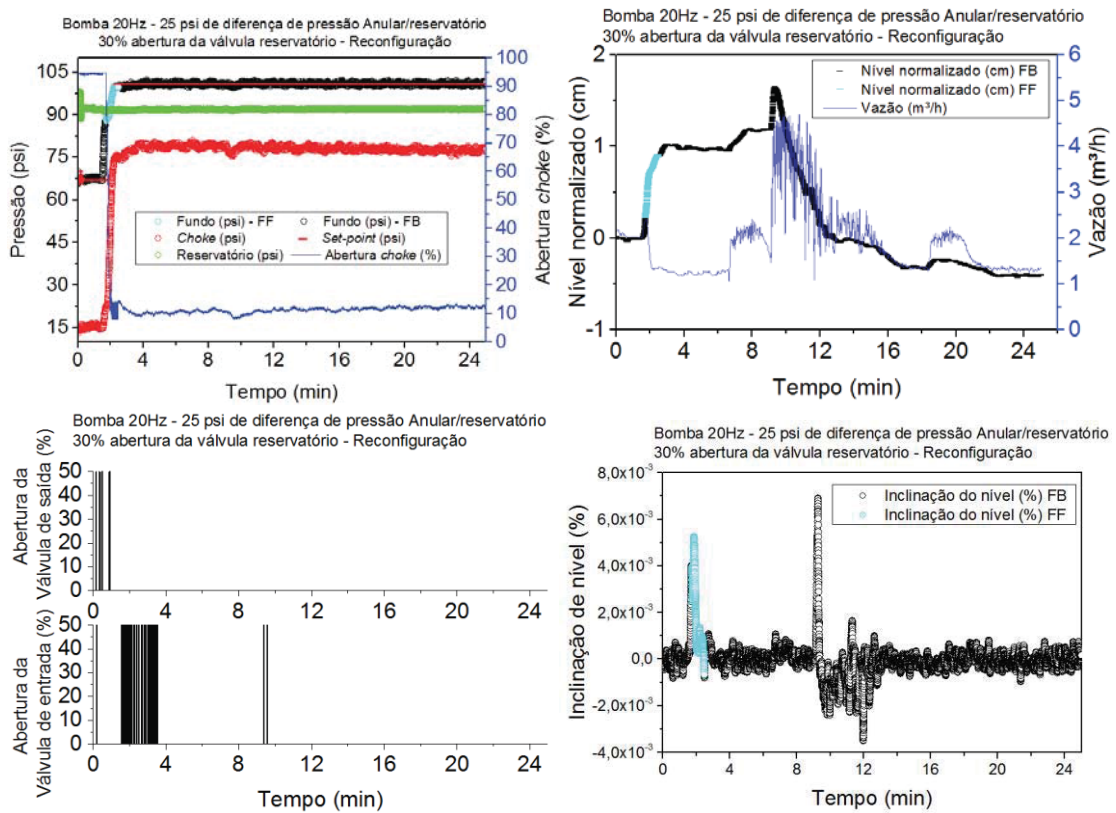 Bomba 20Hz - 25 psi de diferença de pressão Anular/reservatório
30% abertura da válvula reservatório - Reconfiguração
Pressão (psi)
105
90
75
60
45
30
15
100
90
80
70
60
50
40
30
20
10
0
Abertura choke (%)
Fundo (psi) - FF
Fundo (psi) - FB
Choke (psi)
Set-point (psi)
Reservatório (psi)
Abertura choke (%)
0 4 8 12 16 20 24
Tempo (min)
Bomba 20Hz - 25 psi de diferença de pressão Anular/reservatório
30% abertura da válvula reservatório - Reconfiguração
Nível normalizado (cm)
2
1
0
-1
6
5
4
3
2
1
0
Vazão (m³/h)
Nível normalizado (cm) FB
Nível normalizado (cm) FF
Vazão (m³/h)
0 4 8 12 16 20 24
Tempo (min)
Bomba 20Hz - 25 psi de diferença de pressão Anular/reservatório
30% abertura da válvula reservatório - Reconfiguração
Abertura da
Válvula de saída (%)
50
40
30
20
10
0
0 4 8 12 16 20 24
Abertura da
Válvula de entrada (%)
50
40
30
20
10
0
0 4 8 12 16 20 24
Tempo (min)
Bomba 20Hz - 25 psi de diferença de pressão Anular/reservatório
30% abertura da válvula reservatório - Reconfiguração
Inclinação de nível (%)
8,0x10⁻³
6,0x10⁻³
4,0x10⁻³
2,0x10⁻³
0,0
-2,0x10⁻³
-4,0x10⁻³
Inclinação do nível (%) FB
Inclinação do nível (%) FF
0 4 8 12 16 20 24
Tempo (min)